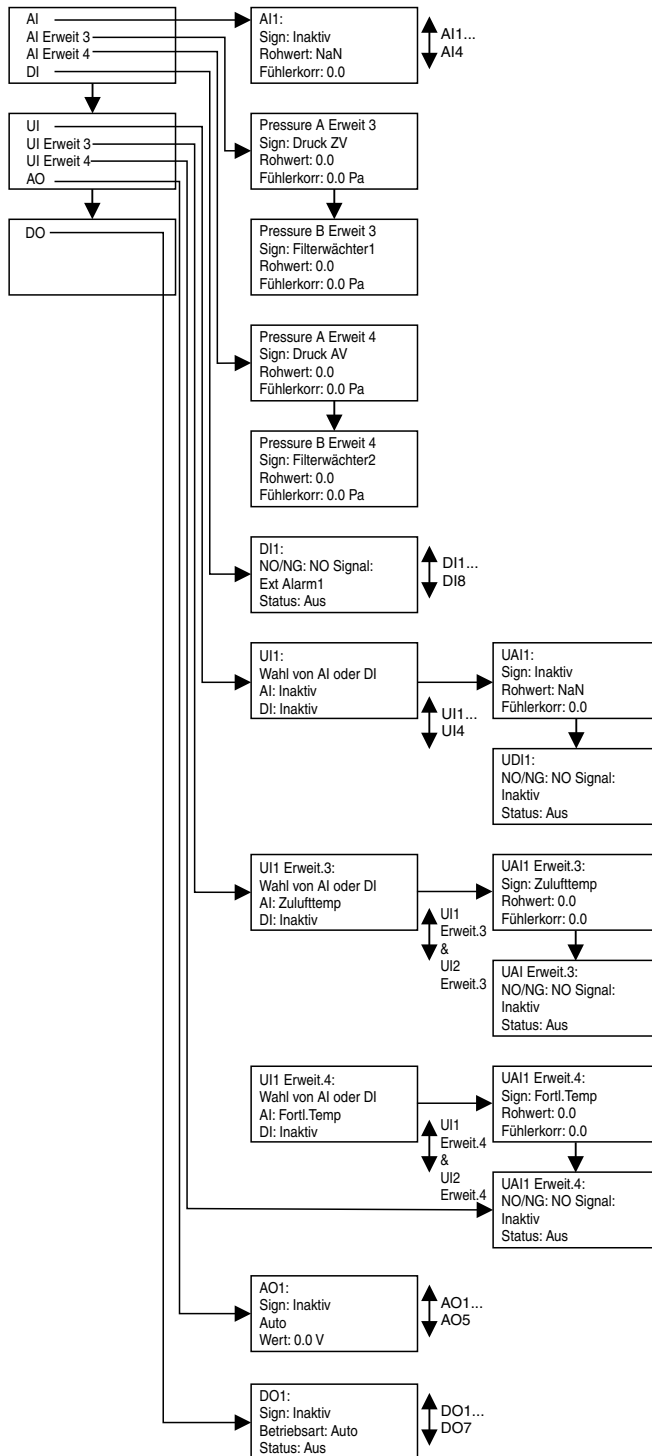 AI
AI Erweit 3
AI Erweit 4
DI
UI
UI Erweit 3
UI Erweit 4
AO
DO
AI1:
Sign: Inaktiv
Rohwert: NaN
Fühlerkorr: 0.0
AI1...
AI4
Pressure A Erweit 3
Sign: Druck ZV
Rohwert: 0.0
Fühlerkorr: 0.0 Pa
Pressure B Erweit 3
Sign: Filterwächter1
Rohwert: 0.0
Fühlerkorr: 0.0 Pa
Pressure A Erweit 4
Sign: Druck AV
Rohwert: 0.0
Fühlerkorr: 0.0 Pa
Pressure B Erweit 4
Sign: Filterwächter2
Rohwert: 0.0
Fühlerkorr: 0.0 Pa
DI1:
NO/NG: NO Signal:
Ext Alarm1
Status: Aus
DI1...
DI8
UI1:
Wahl von AI oder DI
AI: Inaktiv
DI: Inaktiv
UI1...
UI4
UAI1:
Sign: Inaktiv
Rohwert: NaN
Fühlerkorr: 0.0
UDI1:
NO/NG: NO Signal:
Inaktiv
Status: Aus
UI1 Erweit.3:
Wahl von AI oder DI
AI: Zulufttemp
DI: Inaktiv
UI1
Erweit.3
&
UI2
Erweit.3
UAI1 Erweit.3:
Sign: Zulufttemp
Rohwert: 0.0
Fühlerkorr: 0.0
UAI Erweit.3:
NO/NG: NO Signal:
Inaktiv
Status: Aus
UI1 Erweit.4:
Wahl von AI oder DI
AI: Fortl.Temp
DI: Inaktiv
UI1
Erweit.4
&
UI2
Erweit.4
UAI1 Erweit.4:
Sign: Fortl.Temp
Rohwert: 0.0
Fühlerkorr: 0.0
UAI1 Erweit.4:
NO/NG: NO Signal:
Inaktiv
Status: Aus
AO1:
Sign: Inaktiv
Auto
Wert: 0.0 V
AO1...
AO5
DO1:
Sign: Inaktiv
Betriebsart: Auto
Status: Aus
DO1...
DO7